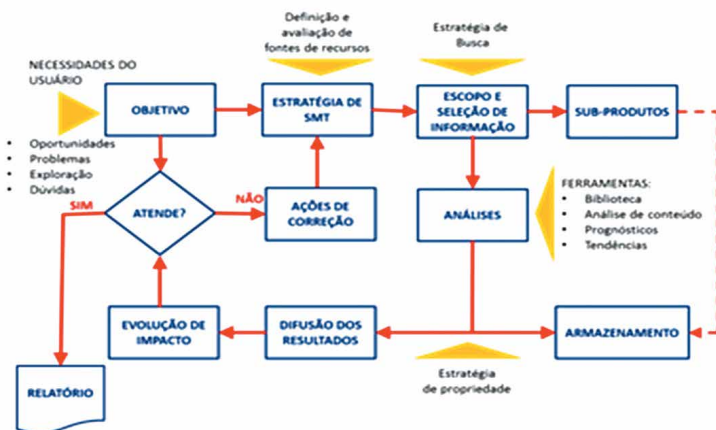 Definição e
avaliação de
fontes de recursos
Estratégia de
Busca
NECESSIDADES DO
USUÁRIO
OBJETIVO
ESTRATÉGIA DE
SMT
ESCOPO E
SELEÇÃO DE
INFORMAÇÃO
SUB-PRODUTOS
• Oportunidades
• Problemas
• Exploração
• Dúvidas
SIM
ATENDE?
NÃO
AÇÕES DE
CORREÇÃO
ANÁLISES
FERRAMENTAS:
• Biblioteca
• Análise de conteúdo
• Prognósticos
• Tendências
EVOLUÇÃO DE
IMPACTO
DIFUSÃO DOS
RESULTADOS
ARMAZENAMENTO
Estratégia
de propriedade
RELATÓRIO